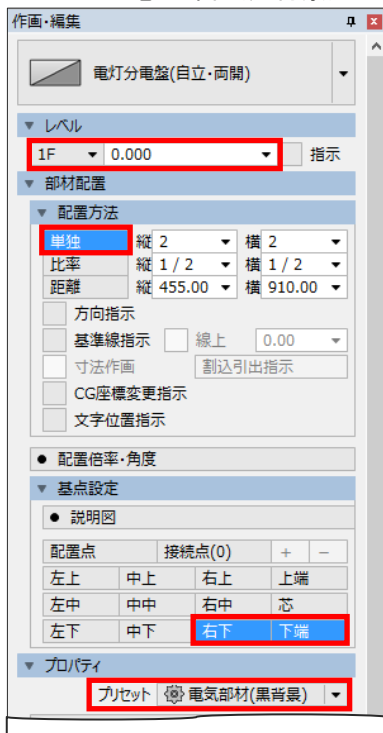 作画・編集
電灯分電盤(自立・両開)
レベル
1F 0.000 指示
部材配置
配置方法
単独 縦 2 横 2
比率 縦 1 / 2 横 1 / 2
距離 縦 455.00 横 910.00
方向指示
基準線指示 線上 0.00
寸法作画 割込引出指示
CG座標変更指示
文字位置指示
● 配置倍率・角度
基点設定
● 説明図
配置点 接続点(0) + −
左上 中上 右上 上端
左中 中中 右中 芯
左下 中下 右下 下端
プロパティ
プリセット 電気部材(黒背景)